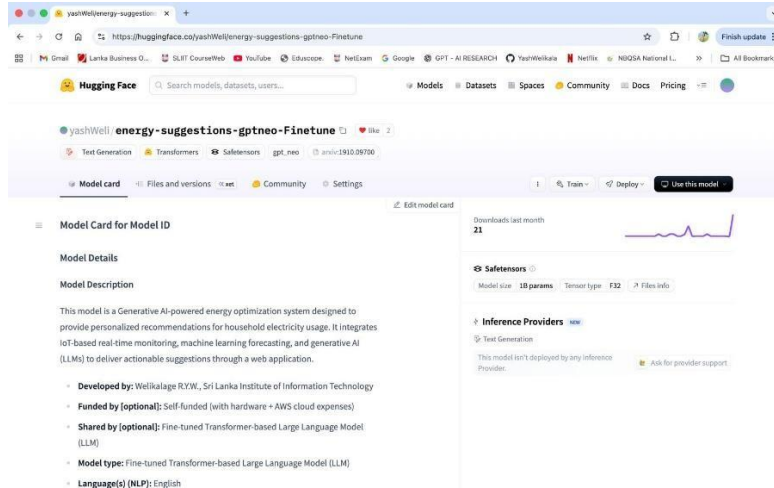 yashWeli/energy-suggestion
https://huggingface.co/yashWeli/energy-suggestions-gptneo-Finetune
Finish update
Gmail Lanka Business O... SLIIT CourseWeb YouTube Eduscope. NetExam Google GPT - AI RESEARCH YashWelikala Netflix NBQSA National I... All Bookmark
Hugging Face Search models, datasets, users... Models Datasets Spaces Community Docs Pricing
yashWeli/energy-suggestions-gptneo-Finetune like 2
Text Generation Transformers Safetensors gpt_neo arxiv:1910.09700
Model card Files and versions xet Community Settings Train Deploy Use this model
Edit model card
Model Card for Model ID
Model Details
Model Description
This model is a Generative AI-powered energy optimization system designed to
provide personalized recommendations for household electricity usage. It integrates
IoT-based real-time monitoring, machine learning forecasting, and generative AI
(LLMs) to deliver actionable suggestions through a web application.
Developed by: Welikalage R.Y.W., Sri Lanka Institute of Information Technology
Funded by [optional]: Self-funded (with hardware + AWS cloud expenses)
Shared by [optional]: Fine-tuned Transformer-based Large Language Model
(LLM)
Model type: Fine-tuned Transformer-based Large Language Model (LLM)
Language(s) (NLP): English
Downloads last month
21
Safetensors
Model size 1B params Tensor type F32 Files info
Inference Providers NEW
Text Generation
This model isn't deployed by any Inference
Provider.
Ask for provider support